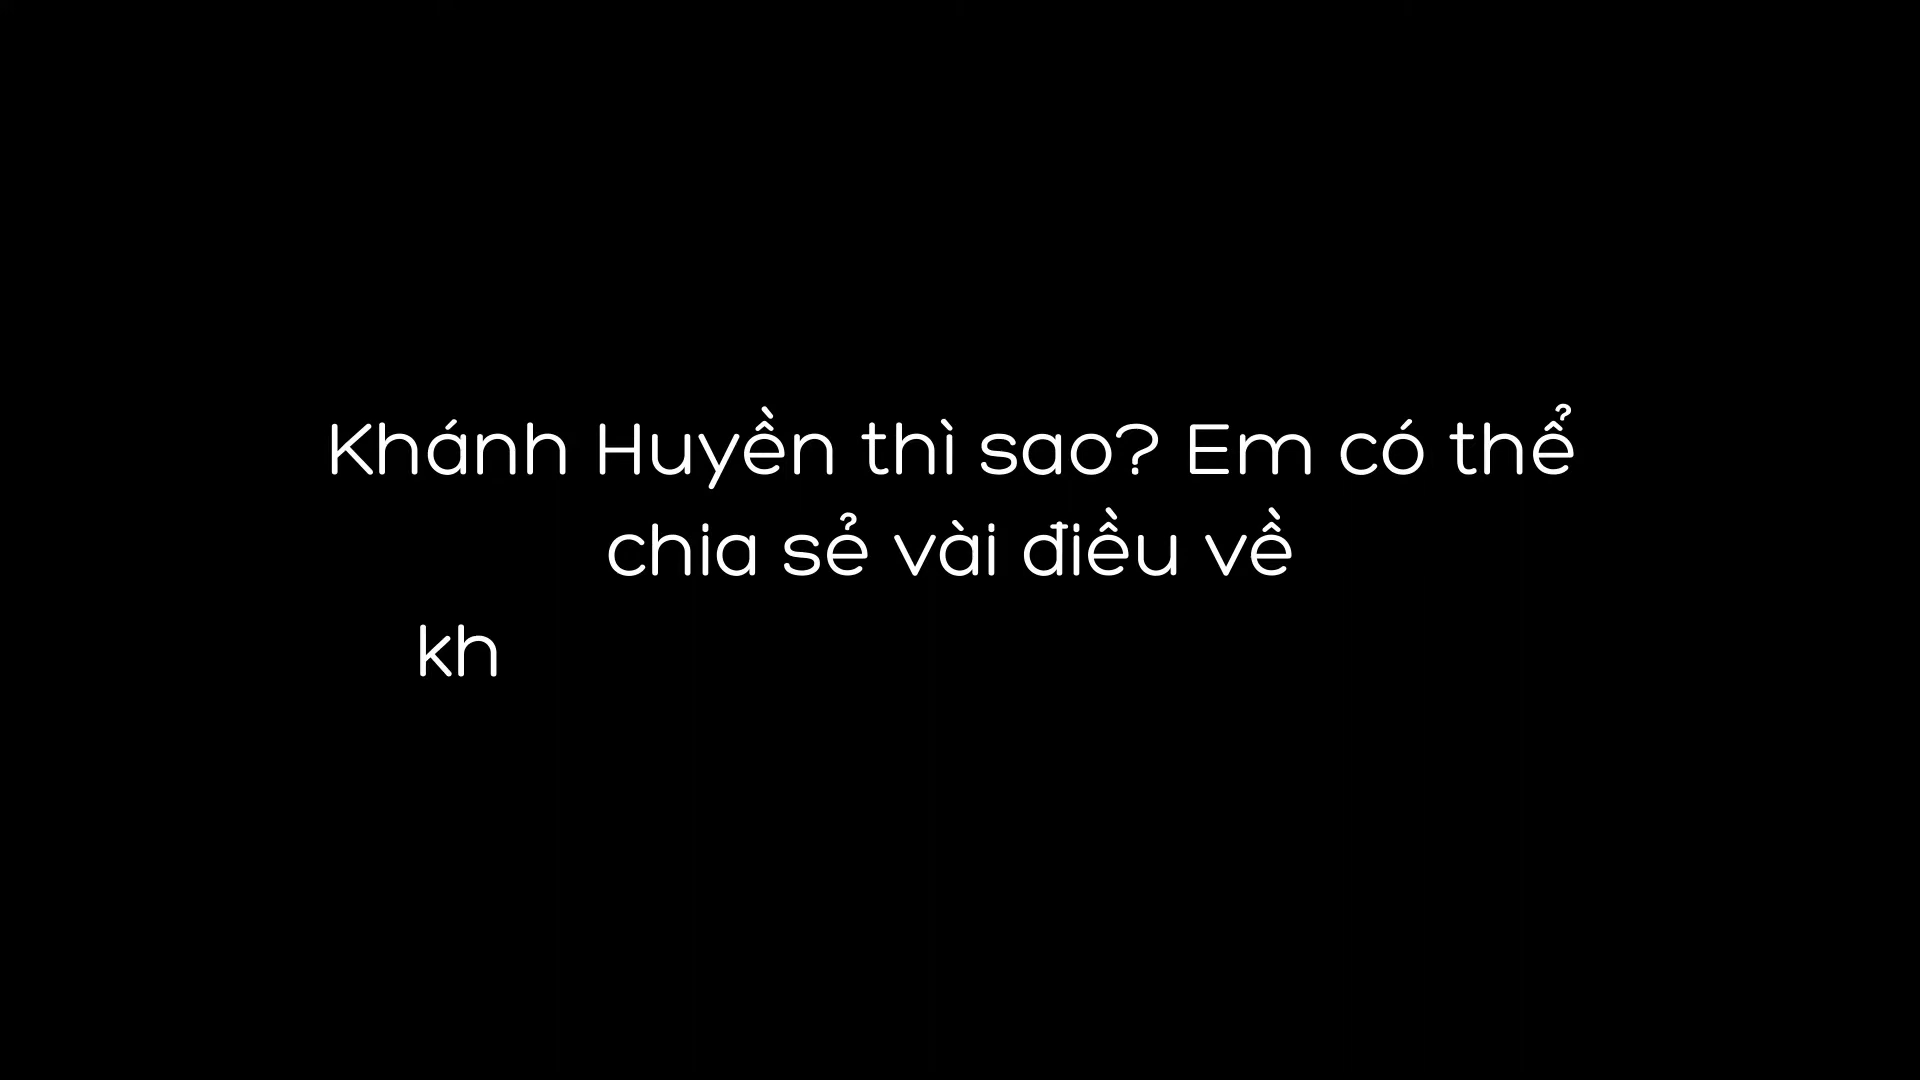 Khánh Huyền thì sao? Em có thể
chia sẻ vài điều về
kh